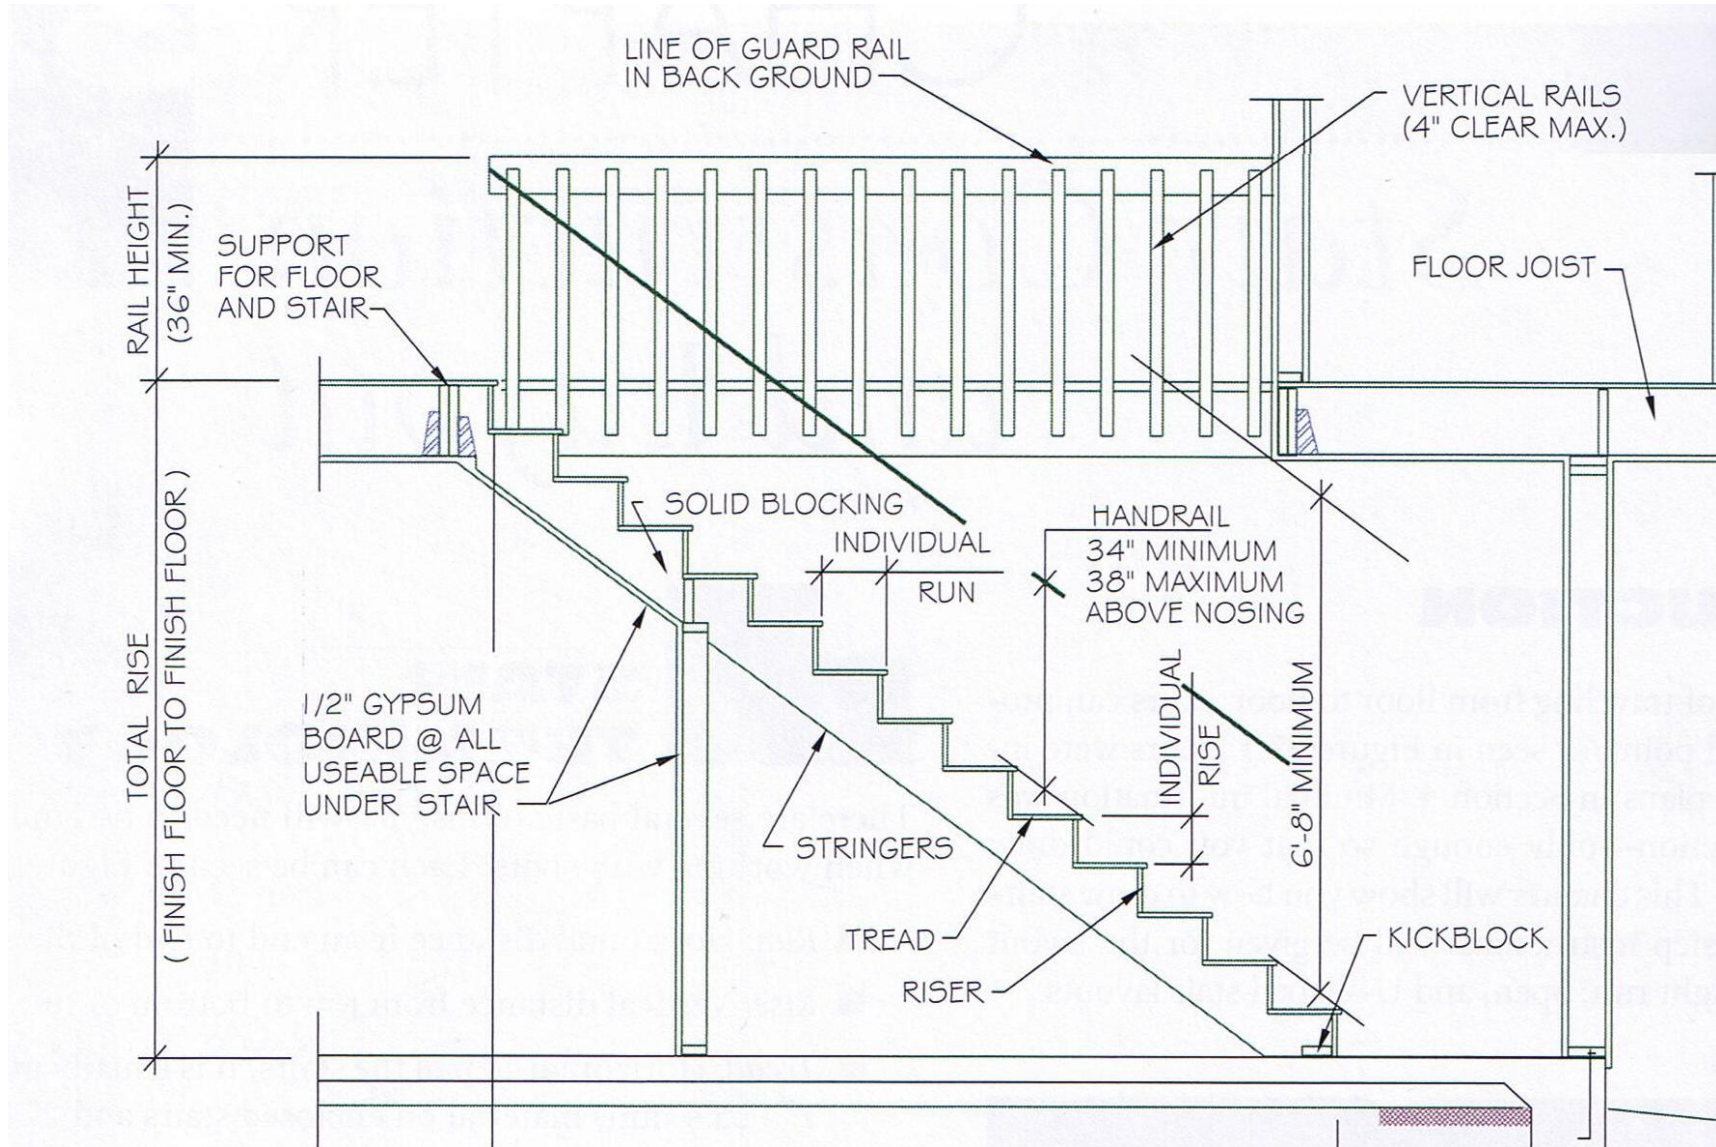 LINE OF GUARD RAIL
IN BACK GROUND
VERTICAL RAILS
(4" CLEAR MAX.)
RAIL HEIGHT
(36" MIN.)
SUPPORT
FOR FLOOR
AND STAIR
FLOOR JOIST
SOLID BLOCKING
INDIVIDUAL
RUN
HANDRAIL
34" MINIMUM
38" MAXIMUM
ABOVE NOSING
TOTAL RISE
(FINISH FLOOR TO FINISH FLOOR)
1/2" GYPSUM
BOARD @ ALL
USEABLE SPACE
UNDER STAIR
INDIVIDUAL
RISE
6'-8" MINIMUM
STRINGERS
TREAD
RISER
KICKBLOCK